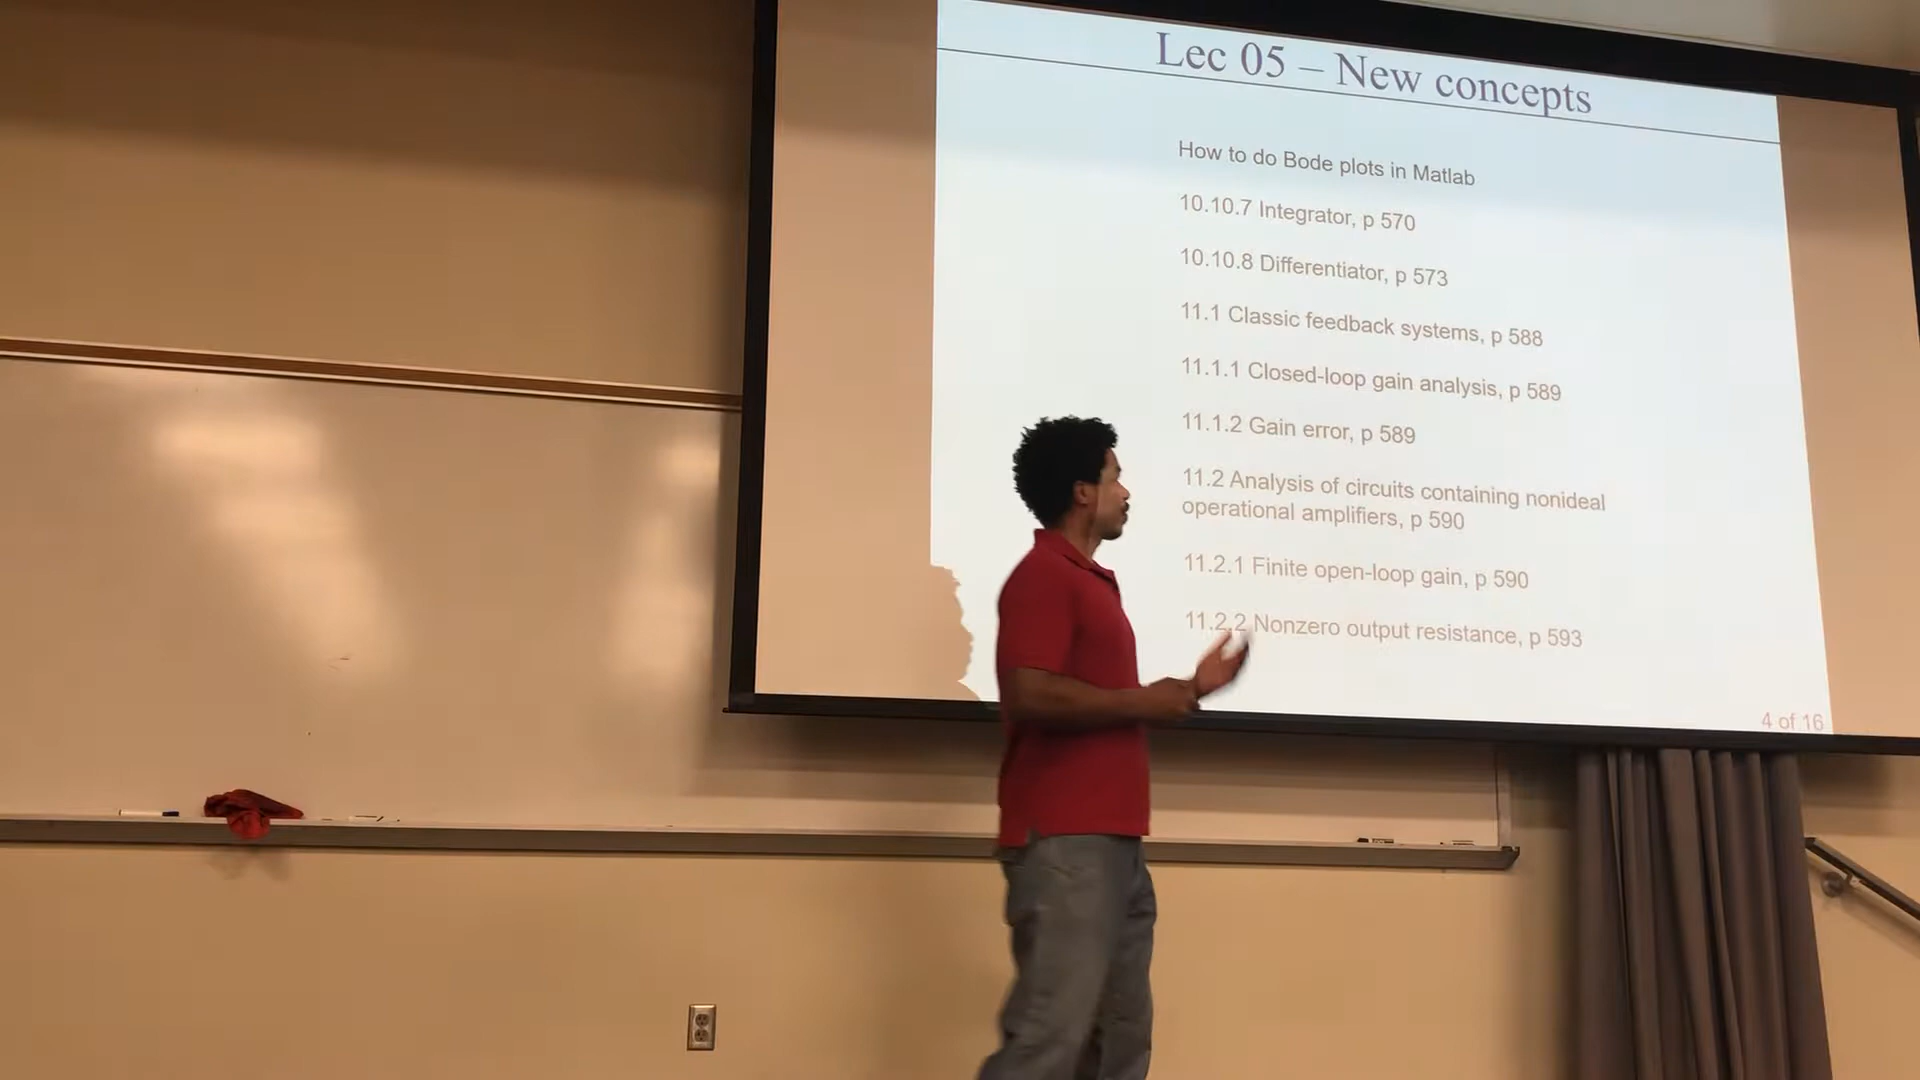 Lec 05 – New concepts
How to do Bode plots in Matlab
10.10.7 Integrator, p 570
10.10.8 Differentiator, p 573
11.1 Classic feedback systems, p 588
11.1.1 Closed-loop gain analysis, p 589
11.1.2 Gain error, p 589
11.2 Analysis of circuits containing nonideal
operational amplifiers, p 590
11.2.1 Finite open-loop gain, p 590
11.2.2 Nonzero output resistance, p 593
4 of 16